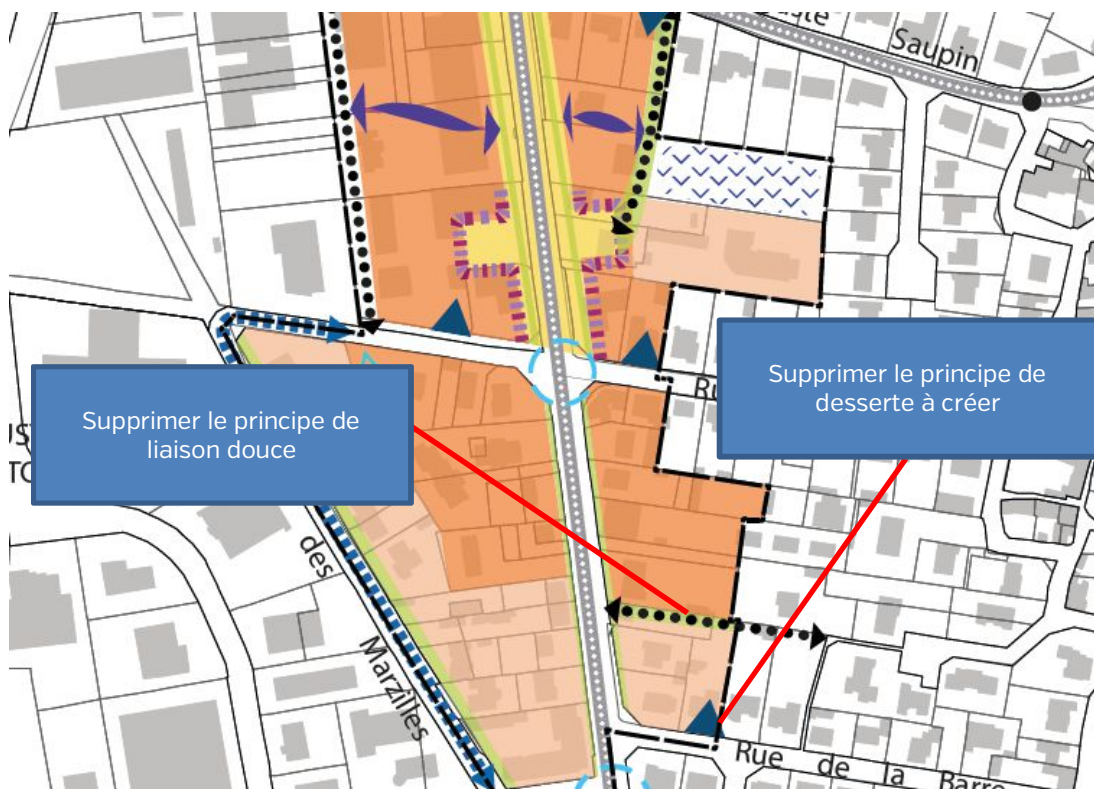 Saupin
Supprimer le principe de
liaison douce
Supprimer le principe de
desserte à créer
des
Marzilles
Rue de la Barre